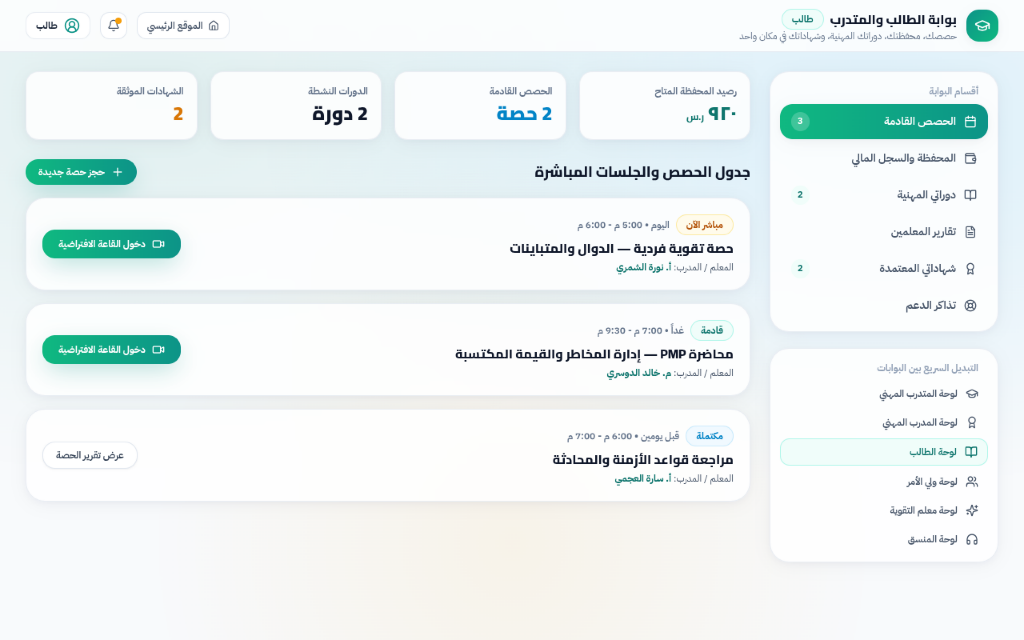 بوابة الطالب والمتدرب
طالب
حصصك، محفظتك، دوراتك المهنية، وشهاداتك في مكان واحد
الموقع الرئيسي
طالب
أقسام البوابة
الحصص القادمة
3
المحفظة والسجل المالي
دوراتي المهنية
2
تقارير المعلمين
شهاداتي المعتمدة
2
تذاكر الدعم
التبديل السريع بين البوابات
لوحة المتدرب المهني
لوحة المدرب المهني
لوحة الطالب
لوحة ولي الأمر
لوحة معلم التقوية
لوحة المنسق
رصيد المحفظة المتاح
٩٢٠ ر.س
الحصص القادمة
2 حصة
الدورات النشطة
2 دورة
الشهادات الموثقة
2
جدول الحصص والجلسات المباشرة
حجز حصة جديدة
مباشر الآن
اليوم • 5:00 م - 6:00 م
حصة تقوية فردية — الدوال والمتباينات
المعلم / المدرب: أ. نورة الشمري
دخول القاعة الافتراضية
قادمة
غداً • 7:00 م - 9:30 م
محاضرة PMP — إدارة المخاطر والقيمة المكتسبة
المعلم / المدرب: م. خالد الدوسري
دخول القاعة الافتراضية
مكتملة
قبل يومين • 6:00 م - 7:00 م
مراجعة قواعد الأزمنة والمحادثة
المعلم / المدرب: أ. سارة العجمي
عرض تقرير الحصة